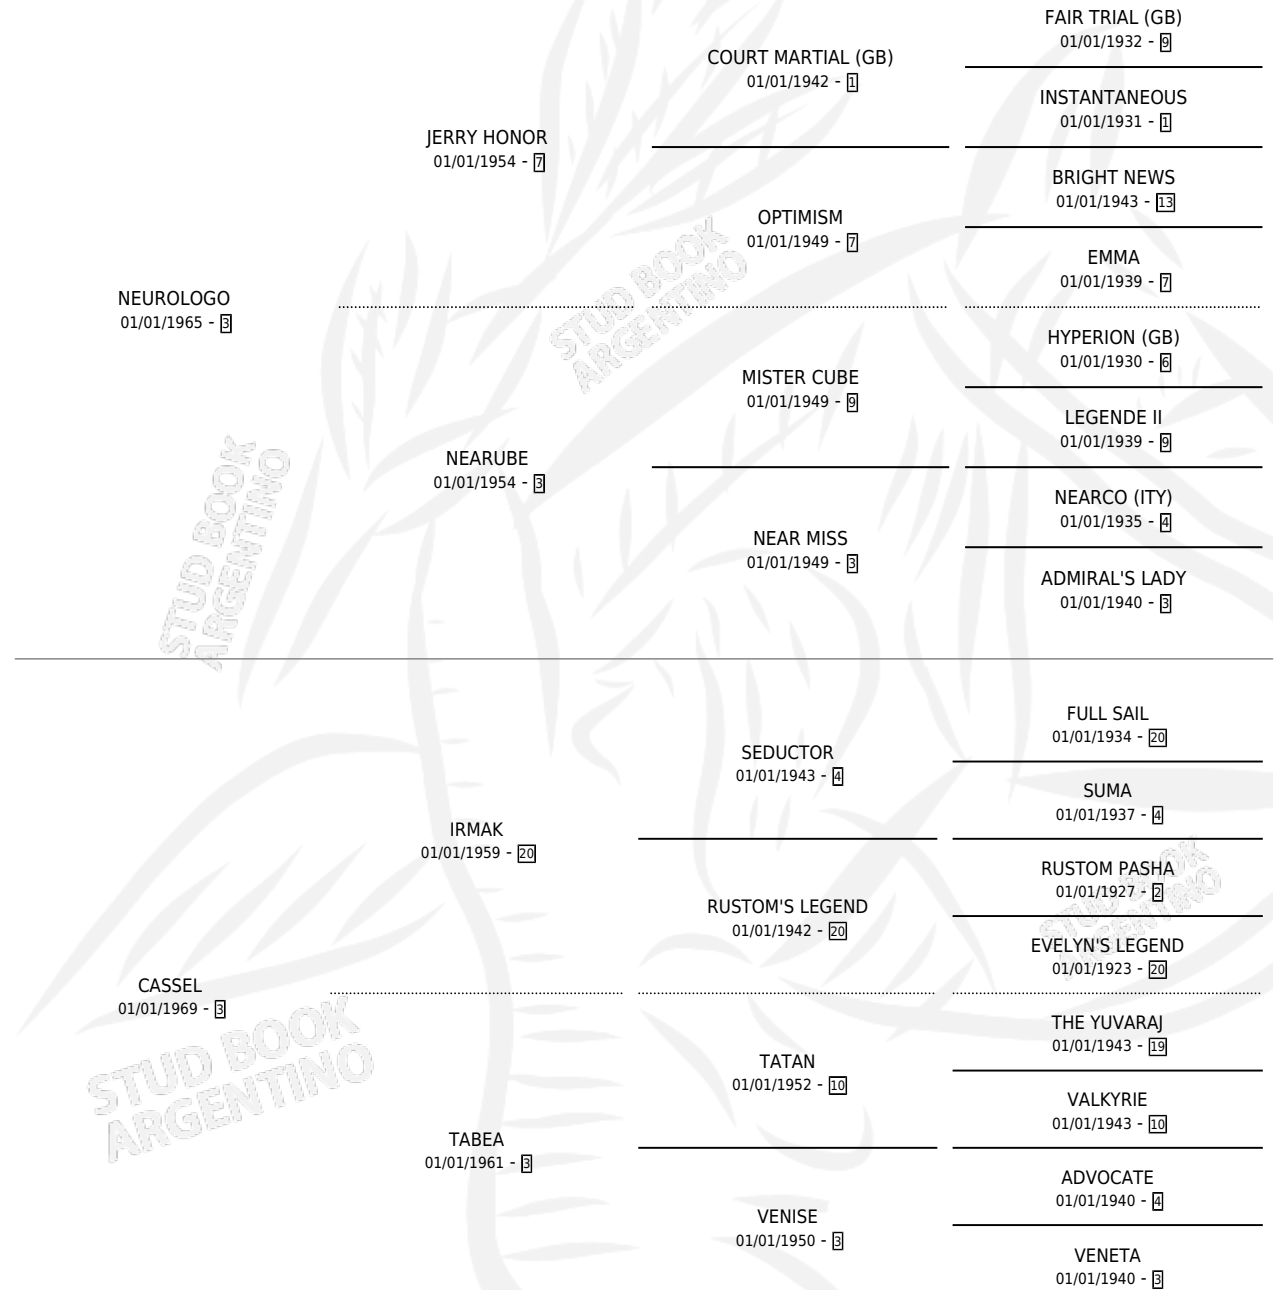 FAIR TRIAL (GB)
01/01/1932 - 9
COURT MARTIAL (GB)
01/01/1942 - 1
INSTANTANEOUS
01/01/1931 - 1
JERRY HONOR
01/01/1954 - 7
BRIGHT NEWS
01/01/1943 - 13
OPTIMISM
01/01/1949 - 7
EMMA
01/01/1939 - 7
NEUROLOGO
01/01/1965 - 3
HYPERION (GB)
01/01/1930 - 6
MISTER CUBE
01/01/1949 - 9
LEGENDE II
01/01/1939 - 9
NEARUBE
01/01/1954 - 3
NEARCO (ITY)
01/01/1935 - 4
NEAR MISS
01/01/1949 - 3
ADMIRAL'S LADY
01/01/1940 - 3
STUD BOOK
ARGENTINO
STUD BOOK
ARGENTINO
FULL SAIL
01/01/1934 - 20
SEDUCTOR
01/01/1943 - 4
SUMA
01/01/1937 - 4
IRMAK
01/01/1959 - 20
RUSTOM PASHA
01/01/1927 - 2
RUSTOM'S LEGEND
01/01/1942 - 20
EVELYN'S LEGEND
01/01/1923 - 20
CASSEL
01/01/1969 - 3
THE YUVARAJ
01/01/1943 - 19
TATAN
01/01/1952 - 10
VALKYRIE
01/01/1943 - 10
TABEA
01/01/1961 - 3
ADVOCATE
01/01/1940 - 4
VENISE
01/01/1950 - 3
VENETA
01/01/1940 - 3
STUD BOOK
ARGENTINO
STUD BOOK
ARGENTINO